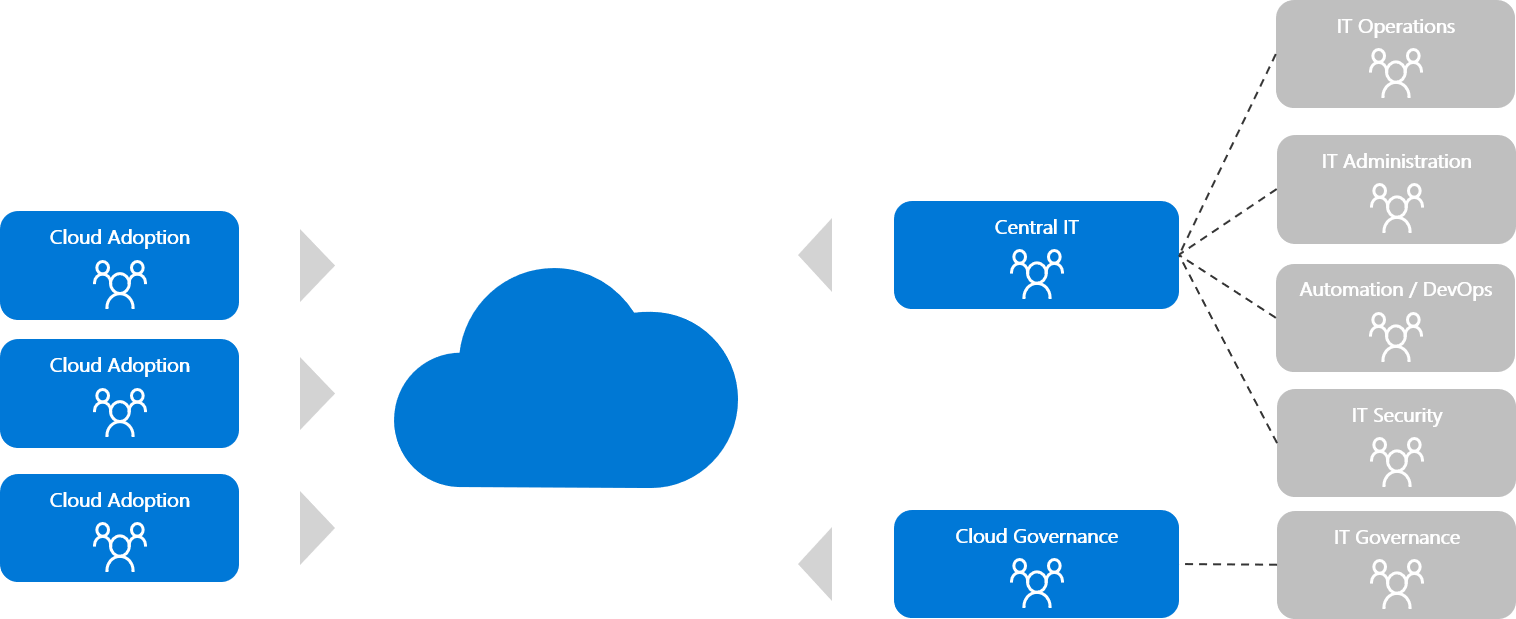 Cloud Adoption
Cloud Adoption
Cloud Adoption
Central IT
Cloud Governance
IT Operations
IT Administration
Automation / DevOps
IT Security
IT Governance